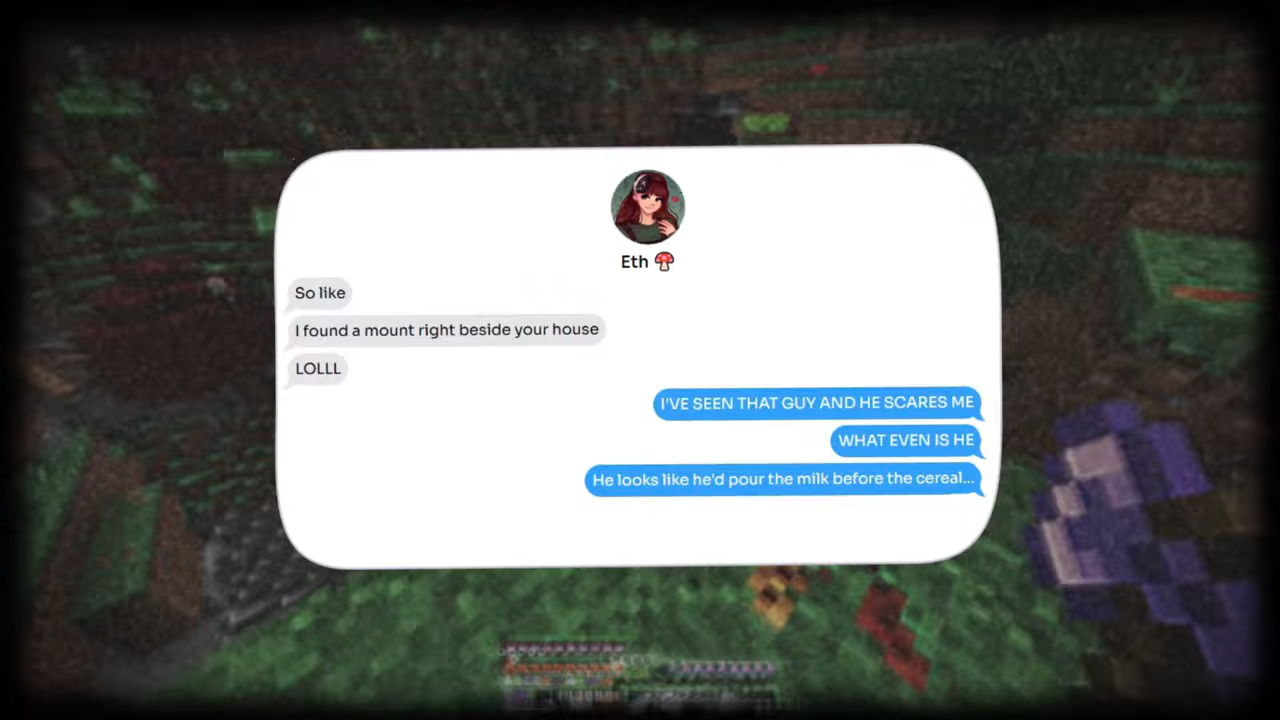 Eth 🍄
So like
I found a mount right beside your house
LOLLL
I'VE SEEN THAT GUY AND HE SCARES ME
WHAT EVEN IS HE
He looks like he'd pour the milk before the cereal...